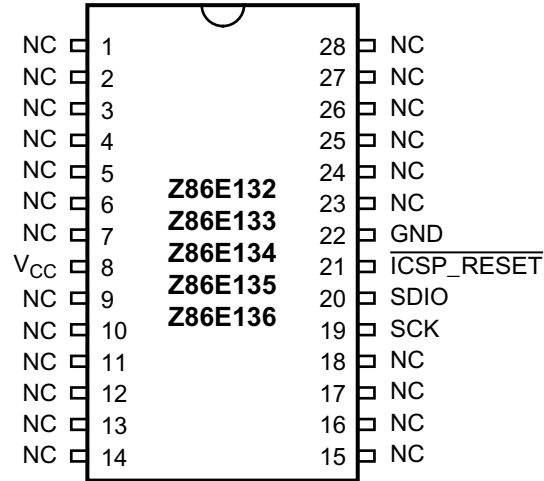 NC 1 28 NC
NC 2 27 NC
NC 3 26 NC
NC 4 25 NC
NC 5 24 NC
Z86E132
NC 6 23 NC
Z86E133
NC 7 22 GND
Z86E134
VCC 8 21 ICSP_RESET
Z86E135
NC 9 20 SDIO
Z86E136
NC 10 19 SCK
NC 11 18 NC
NC 12 17 NC
NC 13 16 NC
NC 14 15 NC